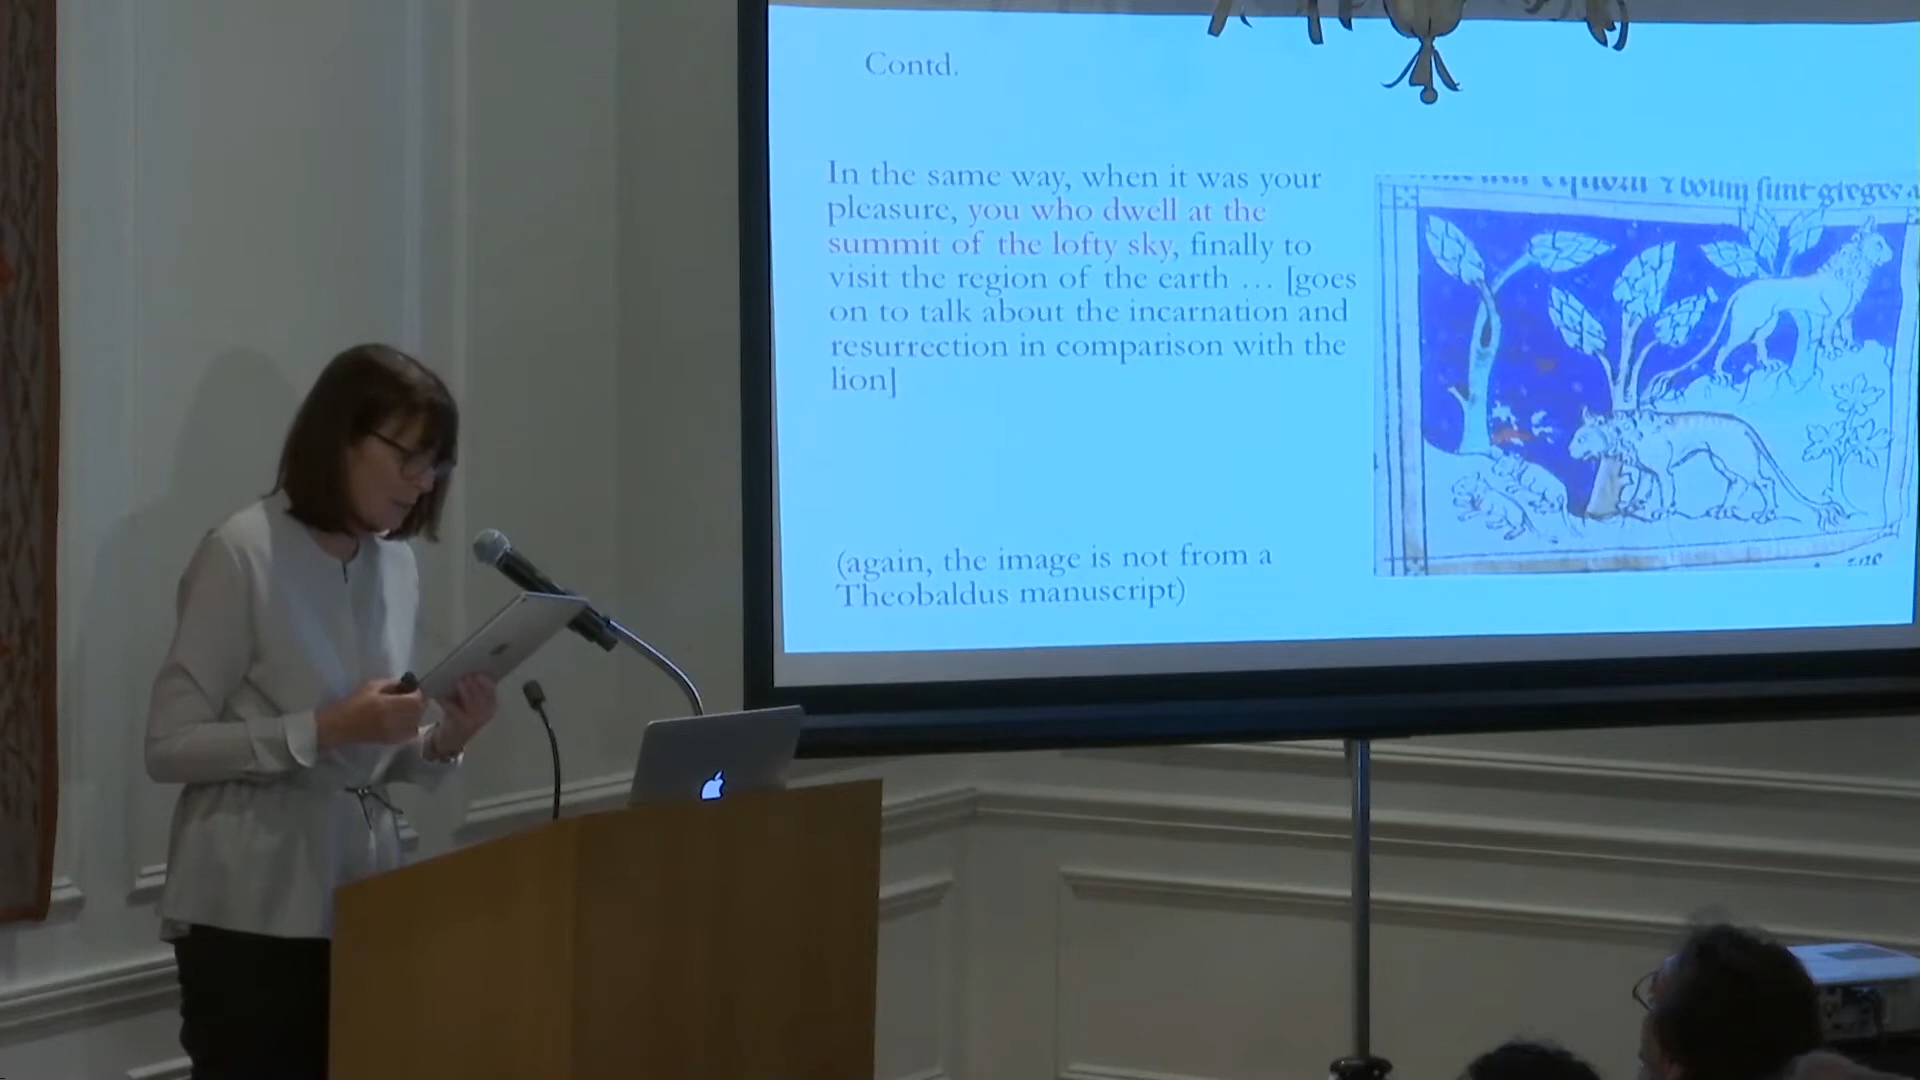 Contd.
In the same way, when it was your
pleasure, you who dwell at the
summit of the lofty sky, finally to
visit the region of the earth … [goes
on to talk about the incarnation and
resurrection in comparison with the
lion]
sunt greges
(again, the image is not from a
Theobaldus manuscript)